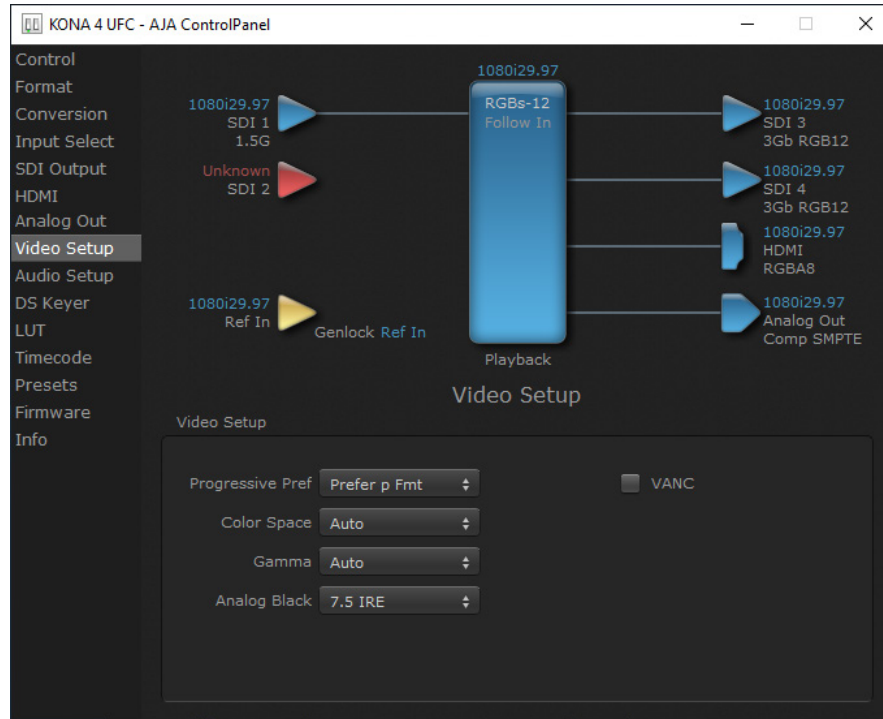 KONA 4 UFC - AJA ControlPanel
Control
Format
Conversion
Input Select
SDI Output
HDMI
Analog Out
Video Setup
Audio Setup
DS Keyer
LUT
Timecode
Presets
Firmware
Info
1080i29.97
RGBs-12
Follow In
Playback
1080i29.97
SDI 1
1.5G
Unknown
SDI 2
1080i29.97
Ref In
Genlock Ref In
1080i29.97
SDI 3
3Gb RGB12
1080i29.97
SDI 4
3Gb RGB12
1080i29.97
HDMI
RGBA8
1080i29.97
Analog Out
Comp SMPTE
Video Setup
Video Setup
Progressive Pref Prefer p Fmt
VANC
Color Space Auto
Gamma Auto
Analog Black 7.5 IRE